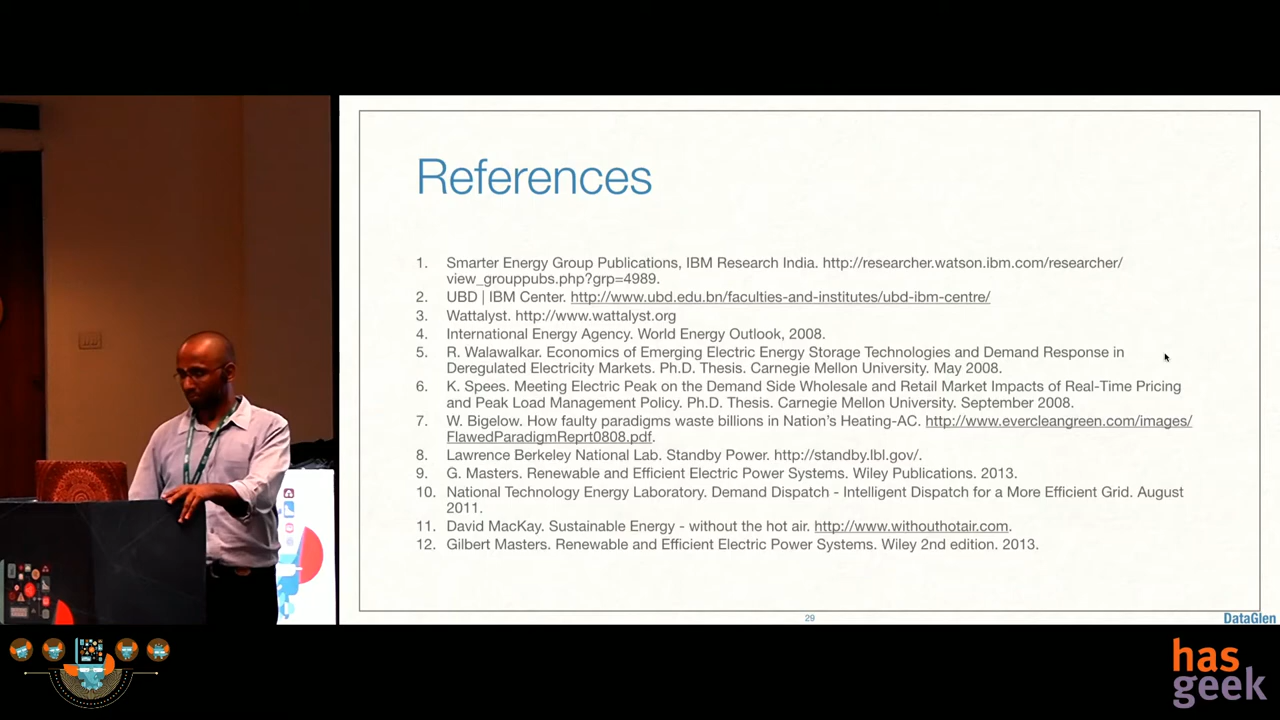 References
1. Smarter Energy Group Publications, IBM Research India. http://researcher.watson.ibm.com/researcher/
view_grouppubs.php?grp=4989.
2. UBD | IBM Center. http://www.ubd.edu.bn/faculties-and-institutes/ubd-ibm-centre/
3. Wattalyst. http://www.wattalyst.org
4. International Energy Agency. World Energy Outlook, 2008.
5. R. Walawalkar. Economics of Emerging Electric Energy Storage Technologies and Demand Response in
Deregulated Electricity Markets. Ph.D. Thesis. Carnegie Mellon University. May 2008.
6. K. Spees. Meeting Electric Peak on the Demand Side Wholesale and Retail Market Impacts of Real-Time Pricing
and Peak Load Management Policy. Ph.D. Thesis. Carnegie Mellon University. September 2008.
7. W. Bigelow. How faulty paradigms waste billions in Nation's Heating-AC. http://www.evercleangreen.com/images/
FlawedParadigmReprt0808.pdf.
8. Lawrence Berkeley National Lab. Standby Power. http://standby.lbl.gov/.
9. G. Masters. Renewable and Efficient Electric Power Systems. Wiley Publications. 2013.
10. National Technology Energy Laboratory. Demand Dispatch - Intelligent Dispatch for a More Efficient Grid. August
2011.
11. David MacKay. Sustainable Energy - without the hot air. http://www.withouthotair.com.
12. Gilbert Masters. Renewable and Efficient Electric Power Systems. Wiley 2nd edition. 2013.
29
DataGlen
has
geek